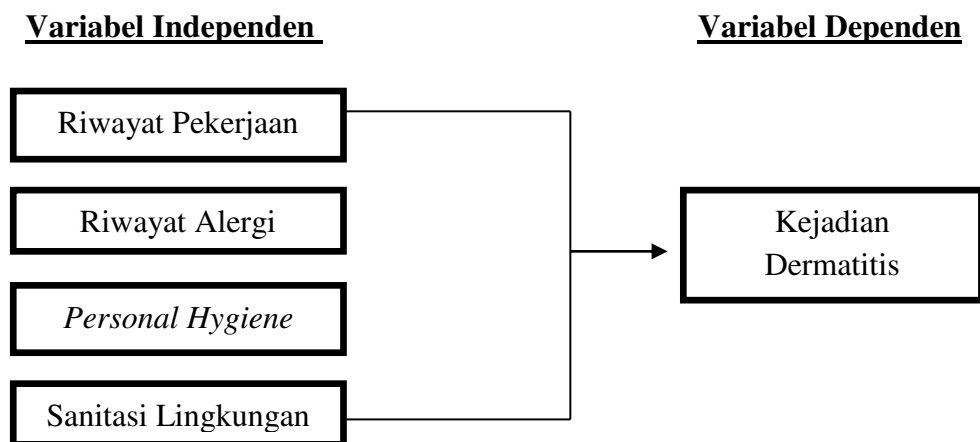 Variabel Independen
Variabel Dependen
Riwayat Pekerjaan
Riwayat Alergi
Personal Hygiene
Sanitasi Lingkungan
Kejadian
Dermatitis